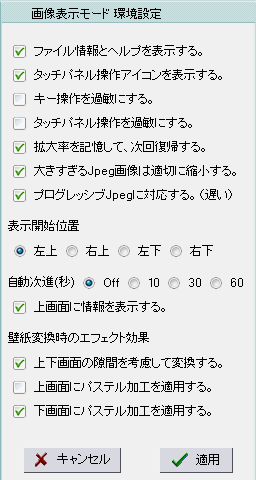 画像表示モード 環境設定
ファイル情報とヘルプを表示する。
タッチパネル操作アイコンを表示する。
キー操作を過敏にする。
タッチパネル操作を過敏にする。
拡大率を記憶して、次回復帰する。
大きすぎるJpeg画像は適切に縮小する。
プログレッシブJpegに対応する。（遅い）
表示開始位置
左上 右上 左下 右下
自動次進(秒) Off 10 30 60
上画面に情報を表示する。
壁紙変換時のエフェクト効果
上下画面の隙間を考慮して変換する。
上画面にパステル加工を適用する。
下画面にパステル加工を適用する。
キャンセル 適用